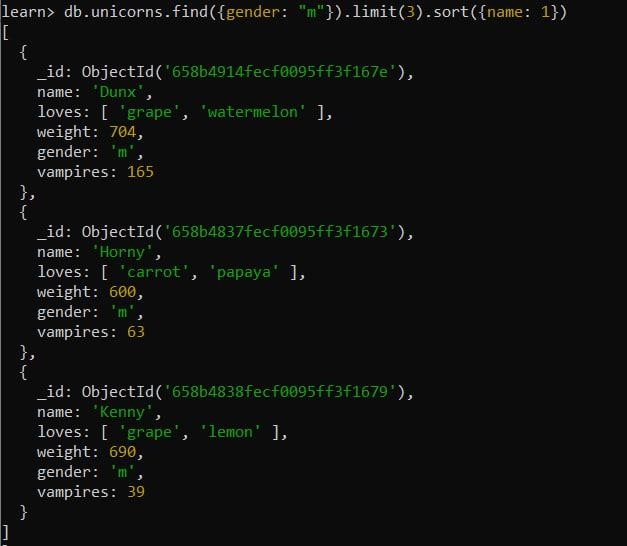 learn> db.unicorns.find({gender: "m"}).limit(3).sort({name: 1})
[
  {
    _id: ObjectId('658b4914fecf0095ff3f167e'),
    name: 'Dunx',
    loves: [ 'grape', 'watermelon' ],
    weight: 704,
    gender: 'm',
    vampires: 165
  },
  {
    _id: ObjectId('658b4837fecf0095ff3f1673'),
    name: 'Horny',
    loves: [ 'carrot', 'papaya' ],
    weight: 600,
    gender: 'm',
    vampires: 63
  },
  {
    _id: ObjectId('658b4838fecf0095ff3f1679'),
    name: 'Kenny',
    loves: [ 'grape', 'lemon' ],
    weight: 690,
    gender: 'm',
    vampires: 39
  }
]